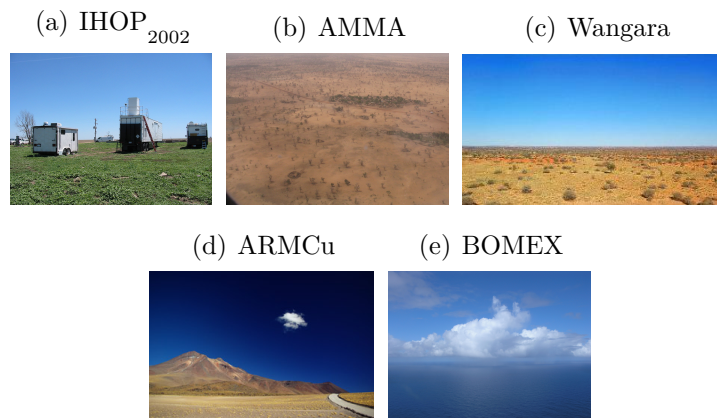 (a) IHOP2002
(b) AMMA
(c) Wangara
(d) ARMCu
(e) BOMEX